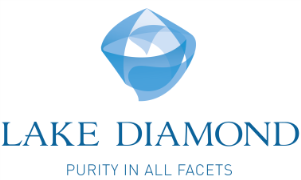 LAKE DIAMOND
PURITY IN ALL FACETS